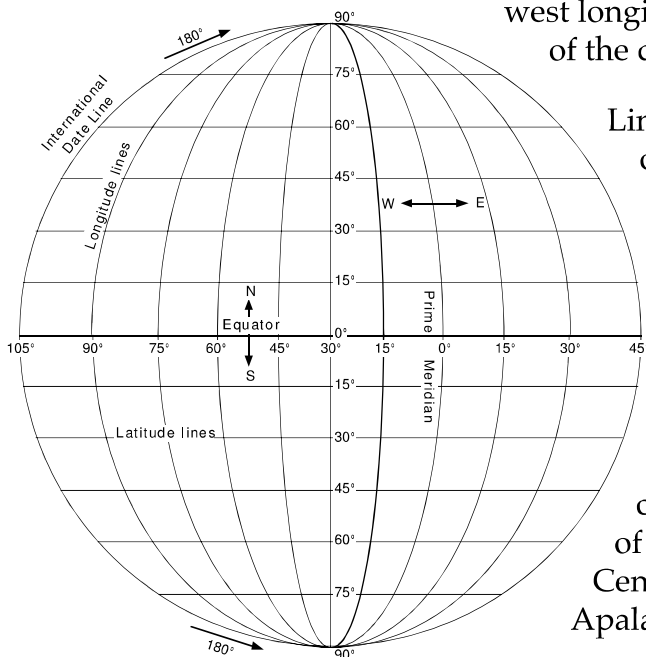 90°
180°
west longi
of the
75°
International
Date Line
60°
Lin
Longitude lines
45°
W
E
30°
15°
N
Prime
Equator
0°
105°
90°
75°
60°
45°
30°
15°
0°
15°
30°
45
S
15°
Meridian
Latitude lines
30°
45°
60°
of
75°
Cen
Apala
180°
90°